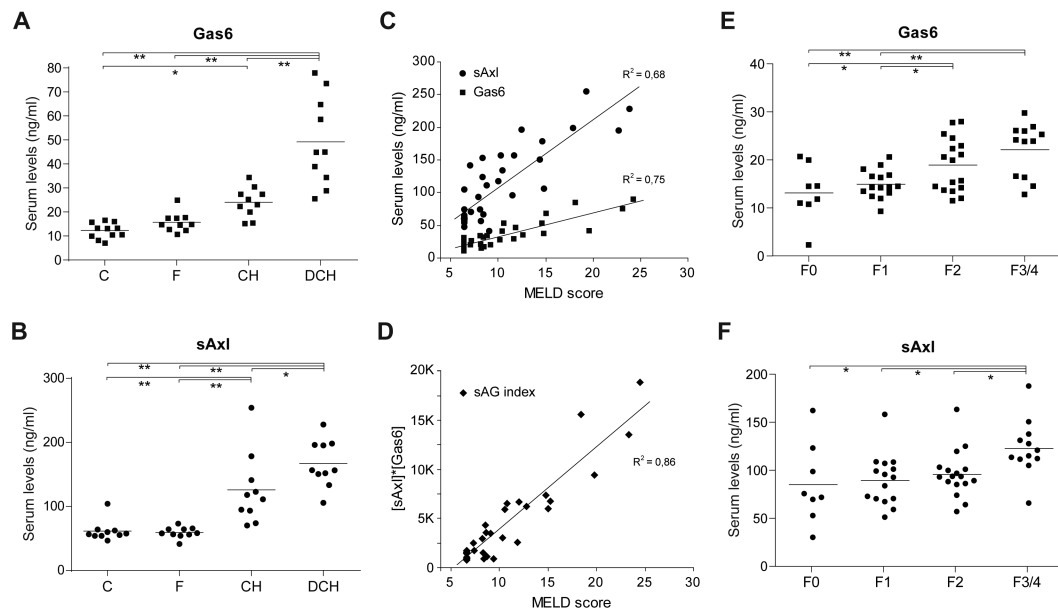 A
Gas6
**
**
**
*
Serum levels (ng/ml)
80
70
60
50
40
30
20
10
0
C F CH DCH
B
sAxl
**
**
*
**
**
Serum levels (ng/ml)
300
200
100
0
C F CH DCH
C
sAxl
Gas6
R² = 0,68
R² = 0,75
Serum levels (ng/ml)
300
250
200
150
100
50
0
5 10 15 20 25 30
MELD score
D
sAG index
R² = 0,86
[sAxl]*[Gas6]
20K
15K
10K
5K
0
5 10 15 20 25 30
MELD score
E
Gas6
**
**
*
*
Serum levels (ng/ml)
40
30
20
10
0
F0 F1 F2 F3/4
F
sAxl
*
*
*
Serum levels (ng/ml)
200
150
100
50
0
F0 F1 F2 F3/4